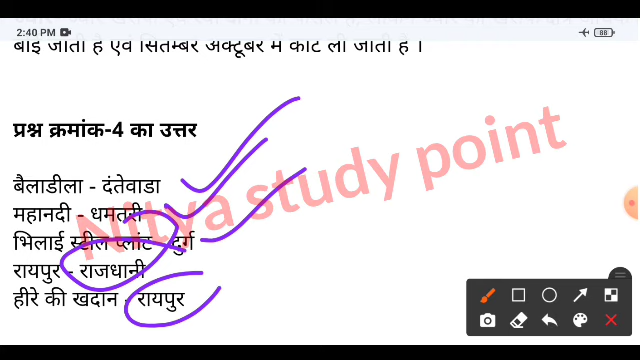 2:40 PM
88
बोई जाती है एवं सितम्बर अक्टूबर में काट ली जाती है ।
प्रश्न क्रमांक-4 का उत्तर
बैलाडीला - दंतेवाडा
महानदी - धमतरी
भिलाई स्टील प्लांट - दुर्ग
रायपुर - राजधानी
हीरे की खदान - रायपुर
Nitya study point